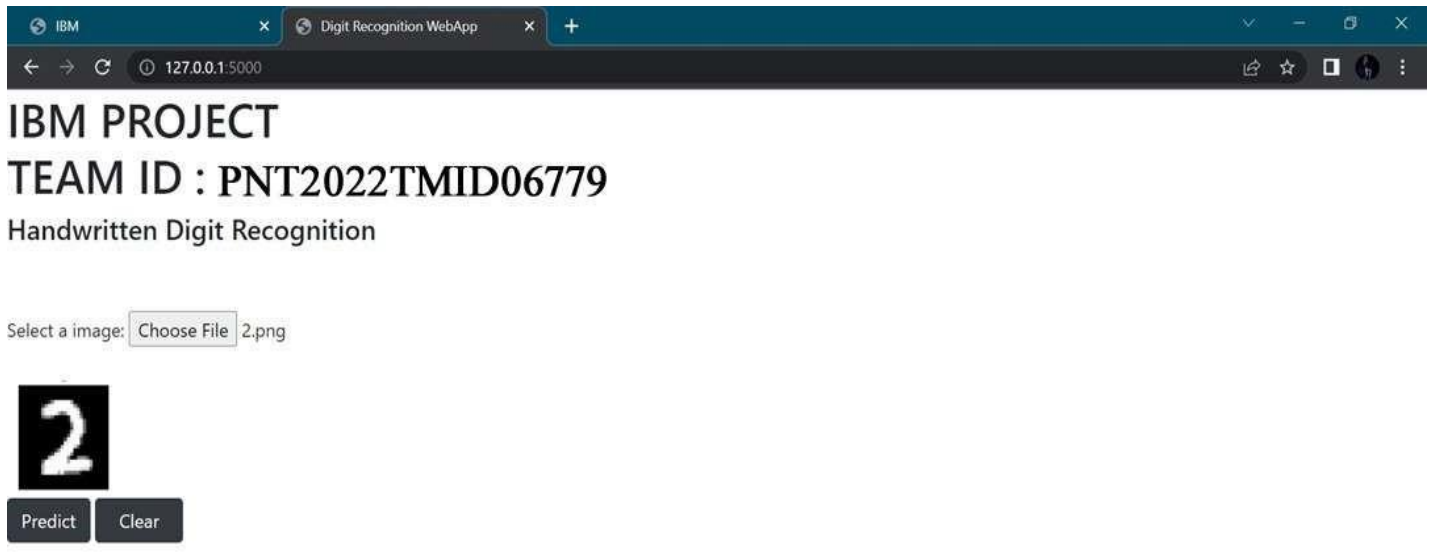 IBM
Digit Recognition WebApp
127.0.0.1:5000
IBM PROJECT
TEAM ID : PNT2022TMID06779
Handwritten Digit Recognition
Select a image: Choose File 2.png
2
Predict Clear